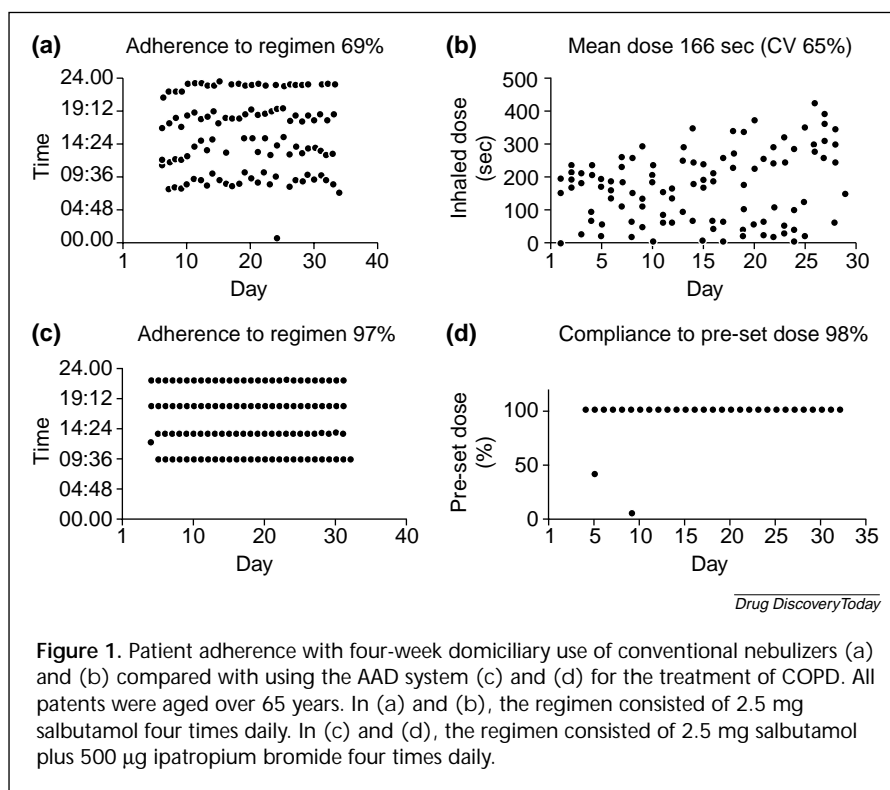 (a) Adherence to regimen 69%
24.00
19:12
14:24
09:36
04:48
00.00
Time
1 10 20 30 40
Day
(b) Mean dose 166 sec (CV 65%)
500
400
300
200
100
0
Inhaled dose
(sec)
1 5 10 15 20 25 30
Day
(c) Adherence to regimen 97%
24.00
19:12
14:24
09:36
04:48
00.00
Time
1 10 20 30 40
Day
(d) Compliance to pre-set dose 98%
100
50
0
Pre-set dose
(%)
1 5 10 15 20 25 30 35
Day
Drug Discovery Today
Figure 1. Patient adherence with four-week domiciliary use of conventional nebulizers (a)
and (b) compared with using the AAD system (c) and (d) for the treatment of COPD. All
patents were aged over 65 years. In (a) and (b), the regimen consisted of 2.5 mg
salbutamol four times daily. In (c) and (d), the regimen consisted of 2.5 mg salbutamol
plus 500 μg ipatropium bromide four times daily.